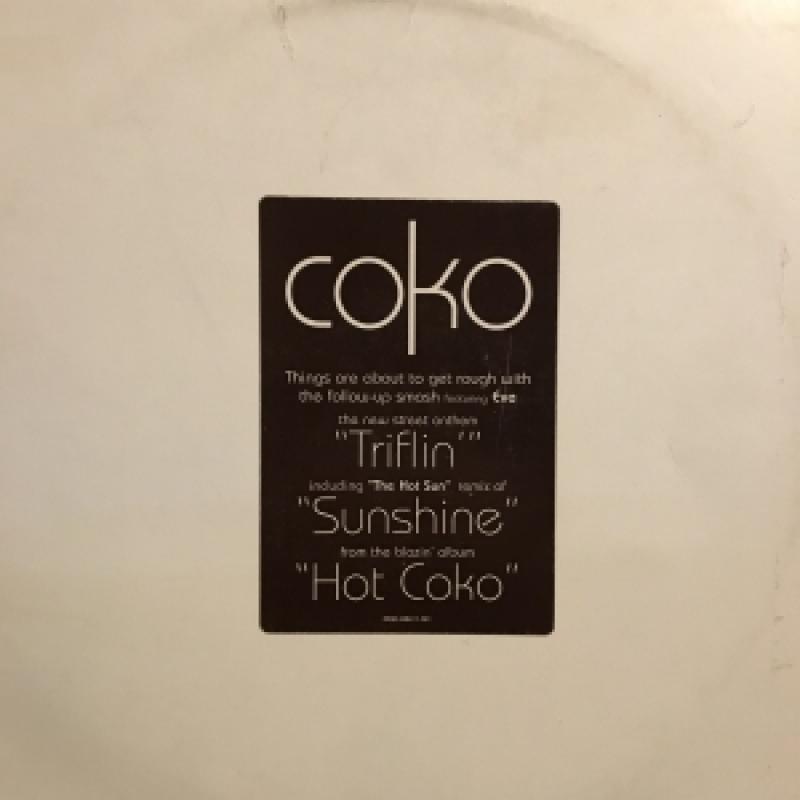 coko
Things are about to get rough with
the follow-up smash featuring Eve
the new street anthem
"Triflin'"
including "The Hot Sun" remix of
"Sunshine"
from the blazin' album
"Hot Coko"